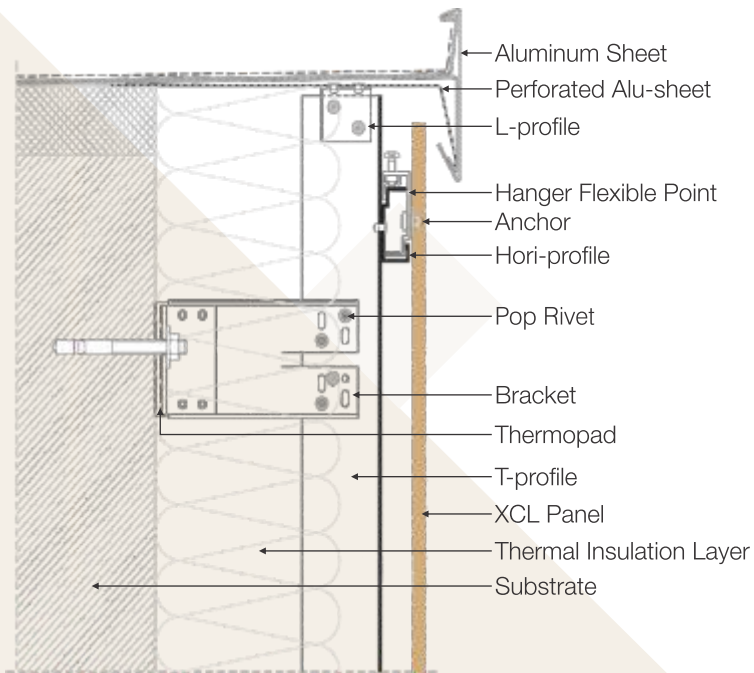 Aluminum Sheet
Perforated Alu-sheet
L-profile
Hanger Flexible Point
Anchor
Hori-profile
Pop Rivet
Bracket
Thermopad
T-profile
XCL Panel
Thermal Insulation Layer
Substrate